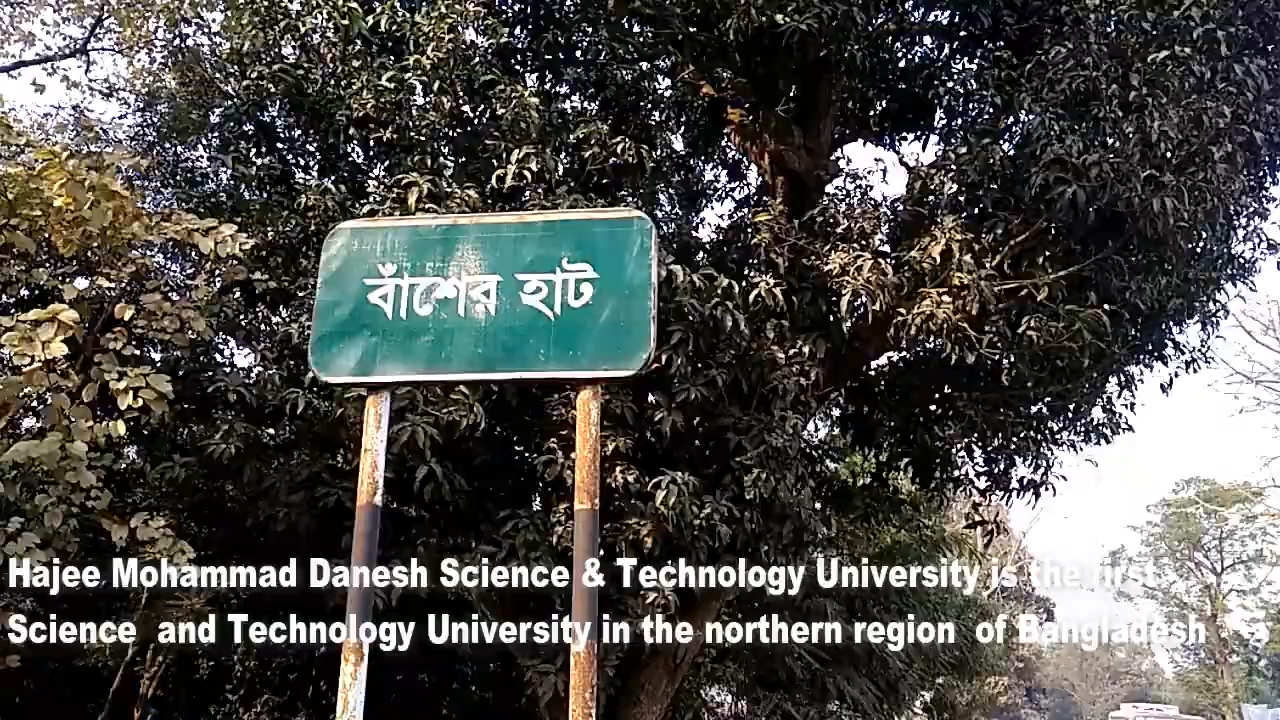 বাঁশের হাট
Hajee Mohammad Danesh Science & Technology University is the first
Science and Technology University in the northern region of Bangladesh